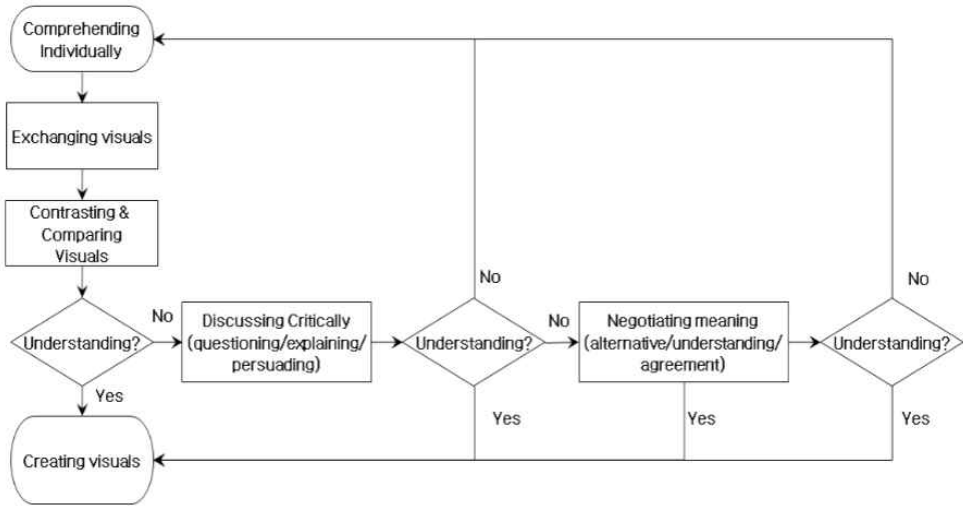 Comprehending
Individually
Exchanging visuals
Contrasting &
Comparing
Visuals
Understanding?
No
Yes
Discussing Critically
(questioning/explaining/
persuading)
Understanding?
No
No
Yes
Negotiating meaning
(alternative/understanding/
agreement)
Yes
Understanding?
No
Yes
Creating visuals